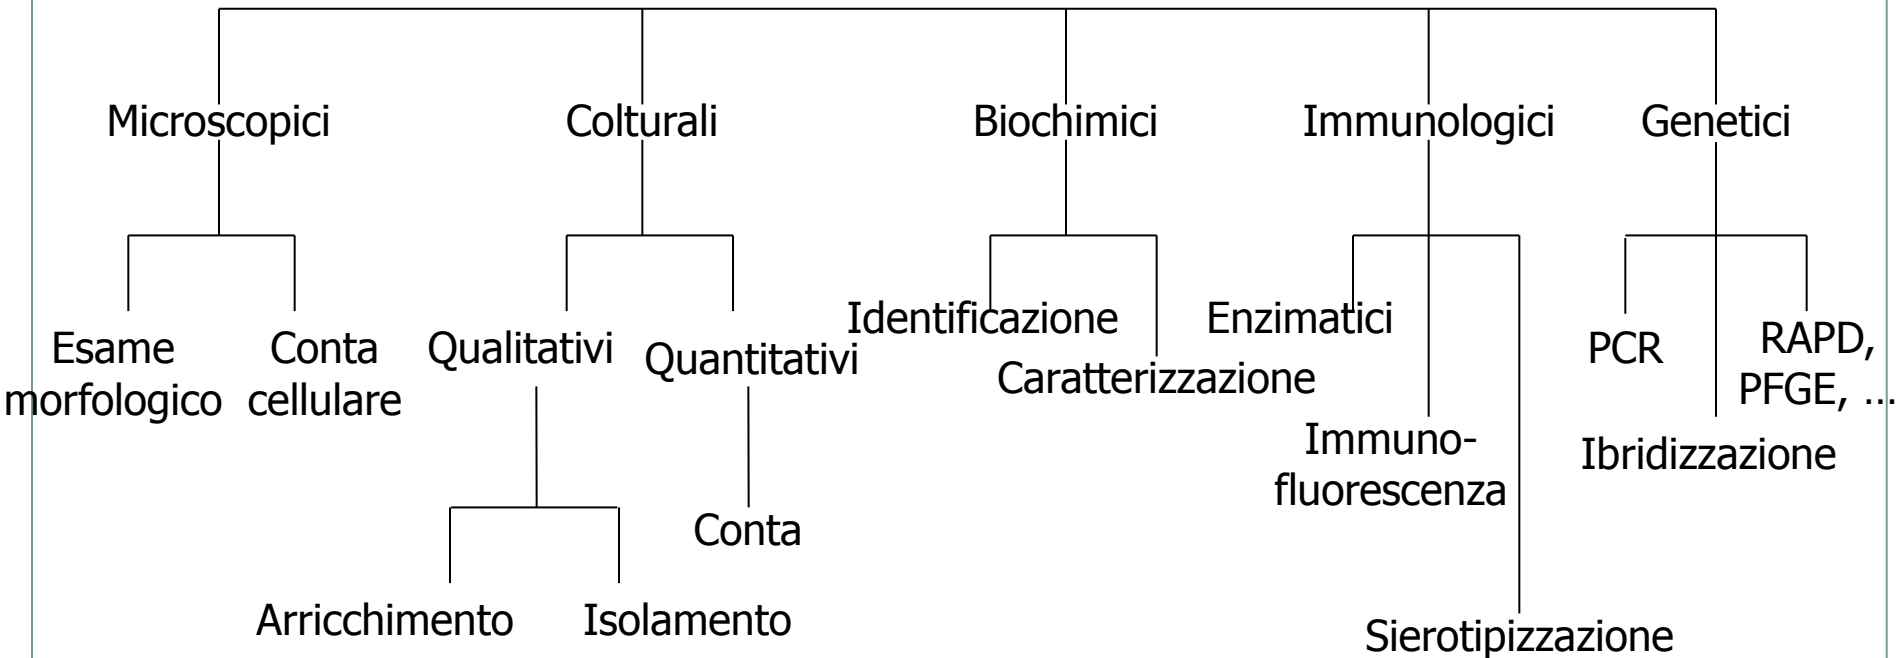 Microscopici
Colturali
Biochimici
Immunologici
Genetici
Esame
morfologico
Conta
cellulare
Qualitativi
Quantitativi
Identificazione
Caratterizzazione
Enzimatici
Immuno-
fluorescenza
Sierotipizzazione
PCR
Ibridizzazione
RAPD,
PFGE, ...
Conta
Arricchimento
Isolamento